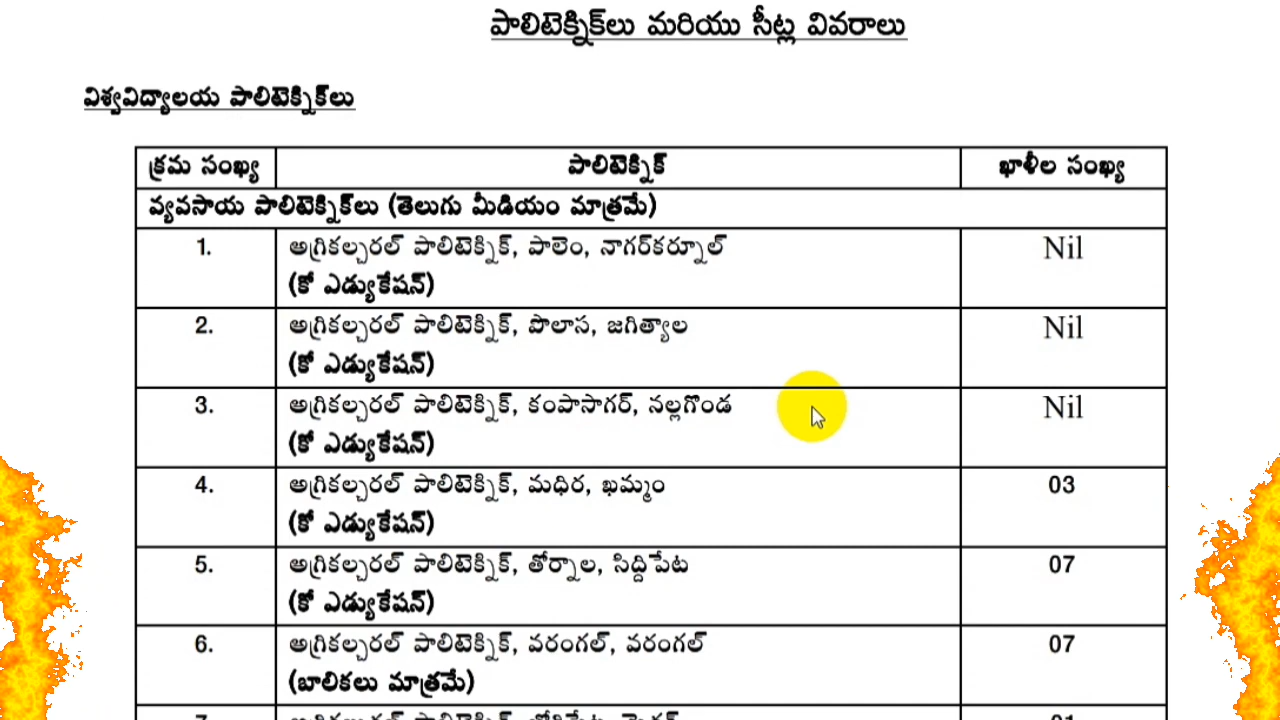 పాలిటెక్నిక్‌లు మరియు సీట్ల వివరాలు
విశ్వవిద్యాలయ పాలిటెక్నిక్‌లు
క్రమ సంఖ్య పాలిటెక్నిక్ ఖాళీల సంఖ్య
వ్యవసాయ పాలిటెక్నిక్‌లు (తెలుగు మీడియం మాత్రమే)
1. అగ్రికల్చరల్ పాలిటెక్నిక్, పాలెం, నాగర్‌కర్నూల్ Nil
(కో ఎడ్యుకేషన్)
2. అగ్రికల్చరల్ పాలిటెక్నిక్, పొలాస, జగిత్యాల Nil
(కో ఎడ్యుకేషన్)
3. అగ్రికల్చరల్ పాలిటెక్నిక్, కంపాసాగర్, నల్లగొండ Nil
(కో ఎడ్యుకేషన్)
4. అగ్రికల్చరల్ పాలిటెక్నిక్, మధిర, ఖమ్మం 03
(కో ఎడ్యుకేషన్)
5. అగ్రికల్చరల్ పాలిటెక్నిక్, తోర్నాల, సిద్దిపేట 07
(కో ఎడ్యుకేషన్)
6. అగ్రికల్చరల్ పాలిటెక్నిక్, వరంగల్, వరంగల్ 07
(బాలికలు మాత్రమే)